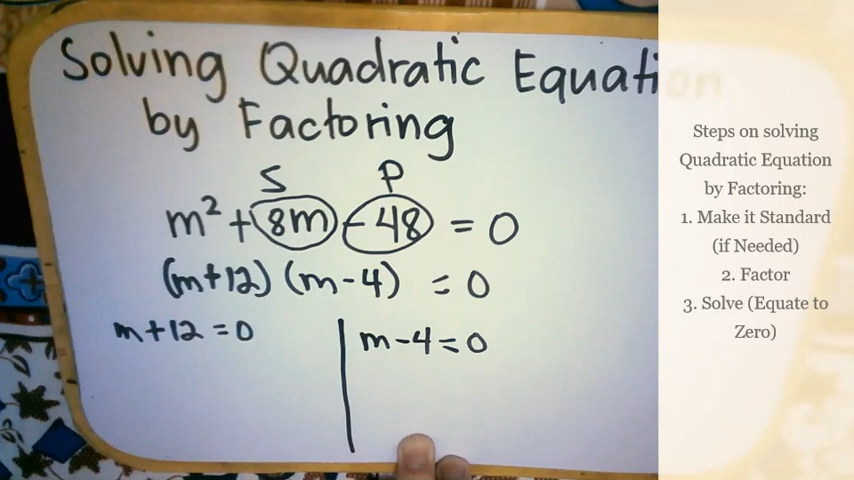 Solving Quadratic Equation
by Factoring
S P
m² + 8m - 48 = 0
(m+12) (m-4) = 0
m+12 = 0
m-4 = 0
Steps on solving
Quadratic Equation
by Factoring:
1. Make it Standard
(if Needed)
2. Factor
3. Solve (Equate to
Zero)